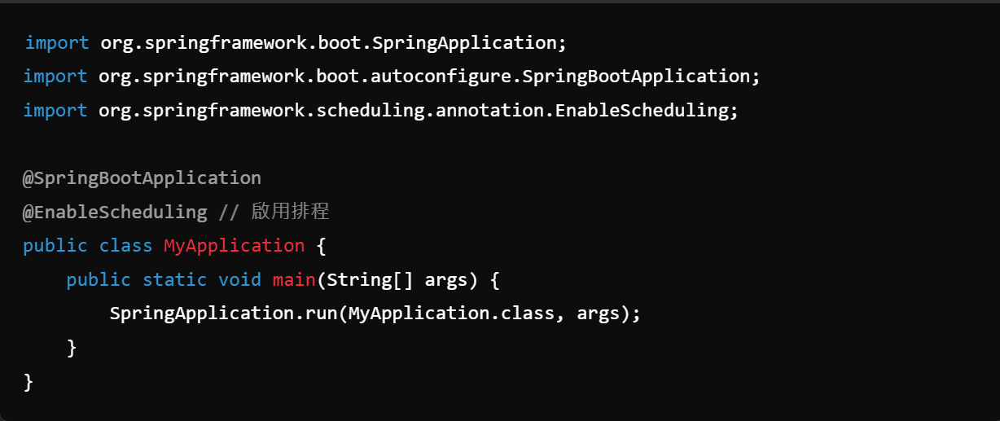 import org.springframework.boot.SpringApplication;
import org.springframework.boot.autoconfigure.SpringBootApplication;
import org.springframework.scheduling.annotation.EnableScheduling;
@SpringBootApplication
@EnableScheduling // 啟用排程
public class MyApplication {
    public static void main(String[] args) {
        SpringApplication.run(MyApplication.class, args);
    }
}